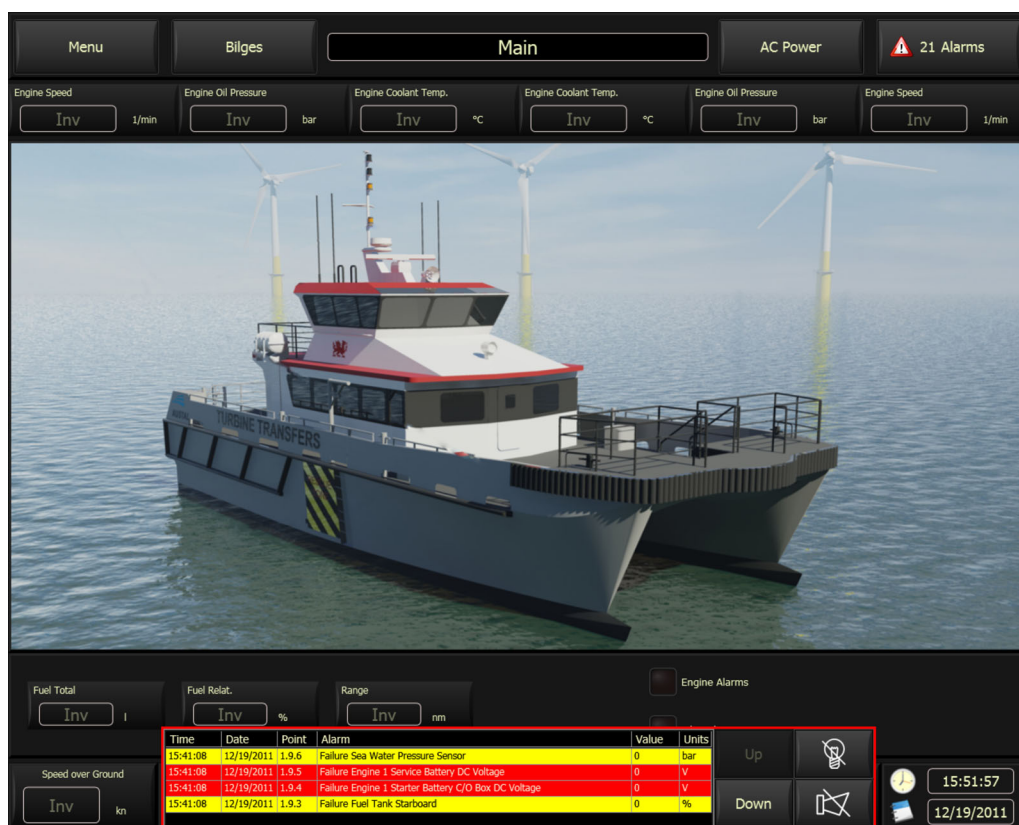 Menu
Bilges
Main
AC Power
21 Alarms
Engine Speed
Inv 1/min
Engine Oil Pressure
Inv bar
Engine Coolant Temp.
Inv °C
Engine Coolant Temp.
Inv °C
Engine Oil Pressure
Inv bar
Engine Speed
Inv 1/min
TURBINE TRANSFERS
Fuel Total
Inv l
Fuel Relat.
Inv %
Range
Inv nm
Engine Alarms
Time Date Point Alarm Value Units
15:41:08 12/19/2011 1.9.6 Failure Sea Water Pressure Sensor 0 bar
15:41:08 12/19/2011 1.9.5 Failure Engine 1 Service Battery DC Voltage 0 V
15:41:08 12/19/2011 1.9.4 Failure Engine 1 Starter Battery C/O Box DC Voltage 0 V
15:41:08 12/19/2011 1.9.3 Failure Fuel Tank Starboard 0 %
Up
Down
Speed over Ground
Inv kn
15:51:57
12/19/2011